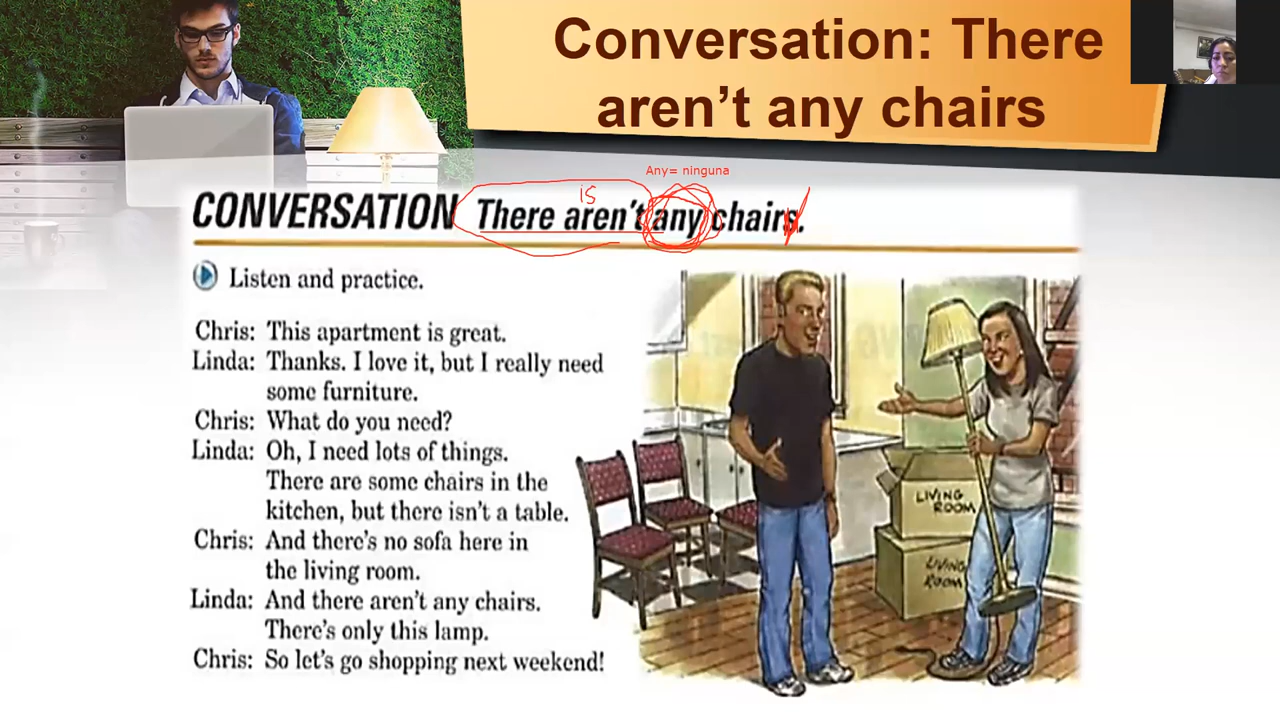 Conversation: There
aren't any chairs
Any= ninguna
is
CONVERSATION There aren't any chairs.
Listen and practice.
Chris: This apartment is great.
Linda: Thanks. I love it, but I really need
some furniture.
Chris: What do you need?
Linda: Oh, I need lots of things.
There are some chairs in the
kitchen, but there isn't a table.
Chris: And there's no sofa here in
the living room.
Linda: And there aren't any chairs.
There's only this lamp.
Chris: So let's go shopping next weekend!
LIVING
ROOM
LIVING
ROOM